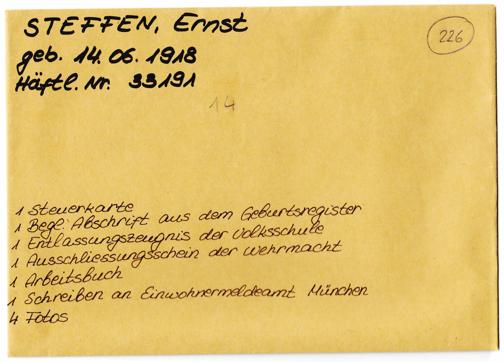 STEFFEN, Ernst
226
geb. 14.06.1918
Häftl. Nr. 33191
14
1 Steuerkarte
1 Begl. Abschrift aus dem Geburtsregister
1 Entlassungszeugnis der Volksschule
1 Ausschliessungsschein der Wehrmacht
1 Arbeitsbuch
1 Schreiben an Einwohnermeldeamt München
4 Fotos